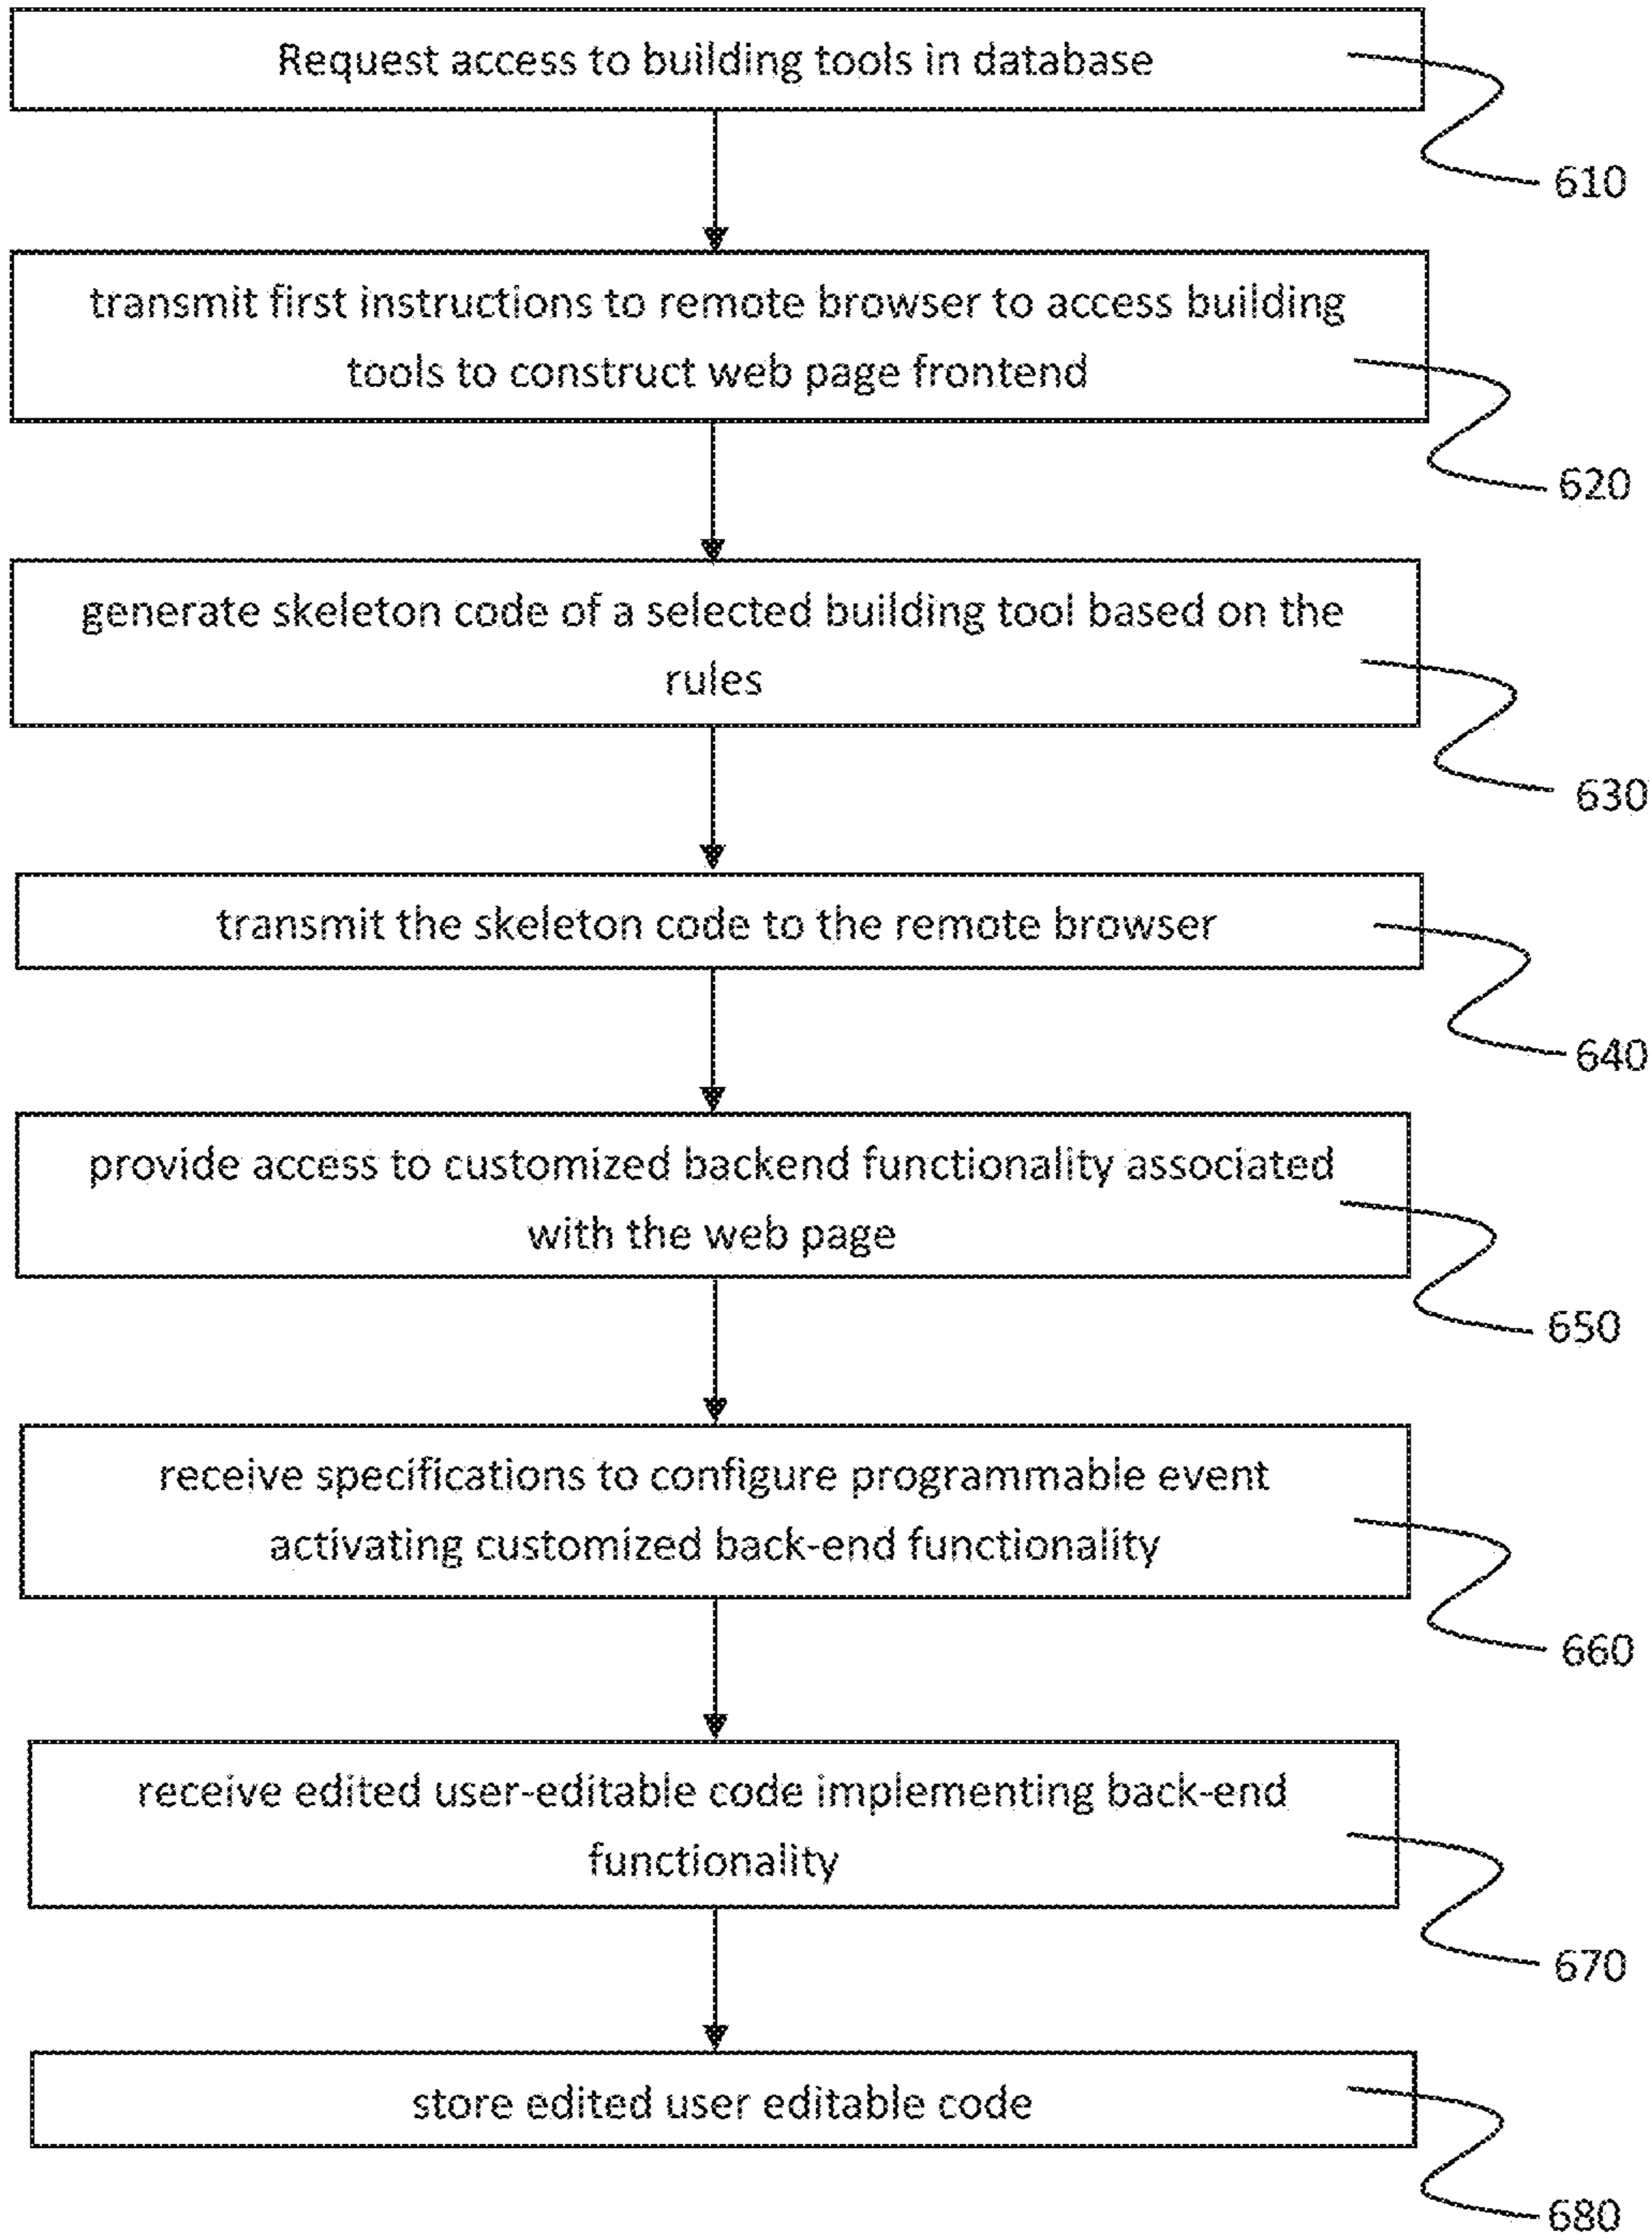 Request access to building tools in database
610
transmit first instructions to remote browser to access building
tools to construct web page frontend
620
generate skeleton code of a selected building tool based on the
rules
630
transmit the skeleton code to the remote browser
640
provide access to customized backend functionality associated
with the web page
650
receive specifications to configure programmable event
activating customized back-end functionality
660
receive edited user-editable code implementing back-end
functionality
670
store edited user editable code
680